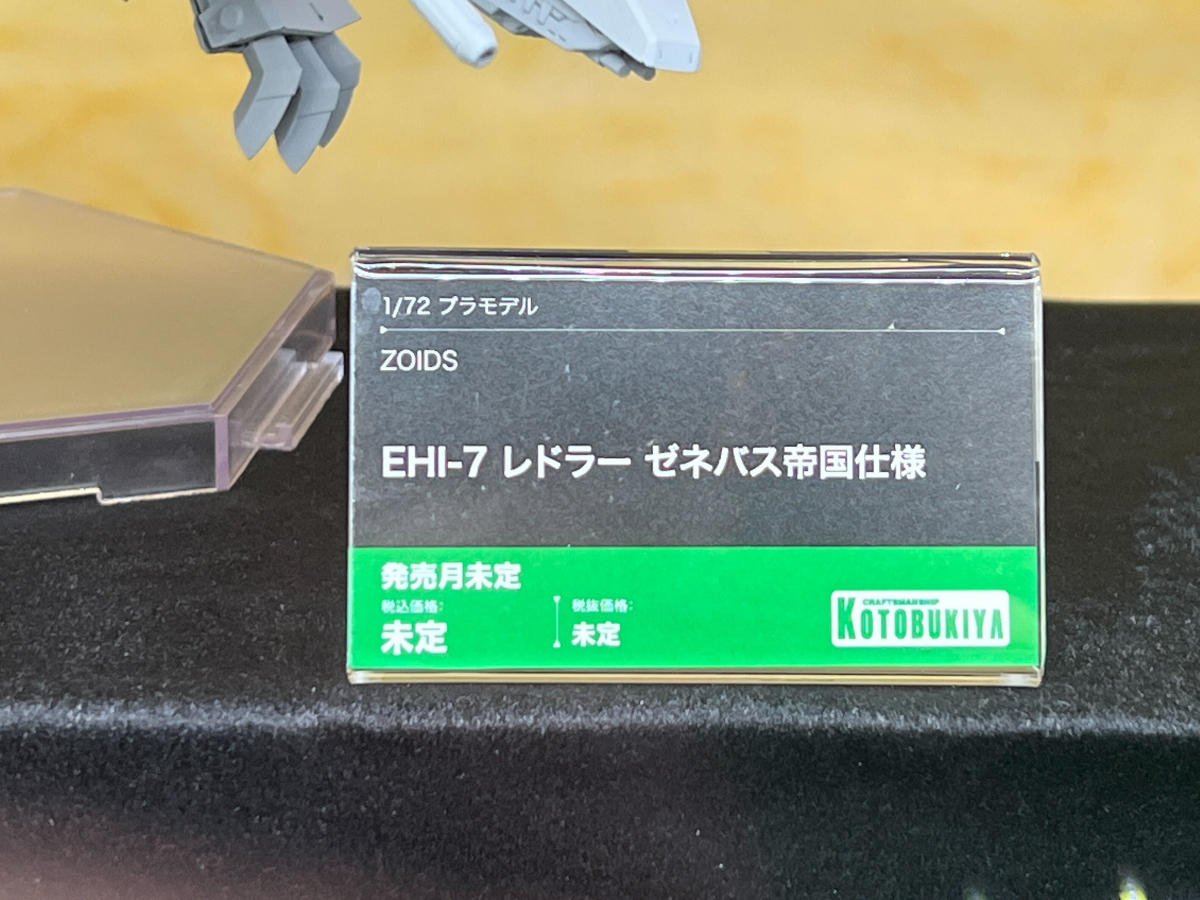 1/72 プラモデル
ZOIDS
EHI-7 レドラー ゼネバス帝国仕様
発売月未定
税込価格:
未定
税抜価格:
未定
CRAFTSMANSHIP
KOTOBUKIYA